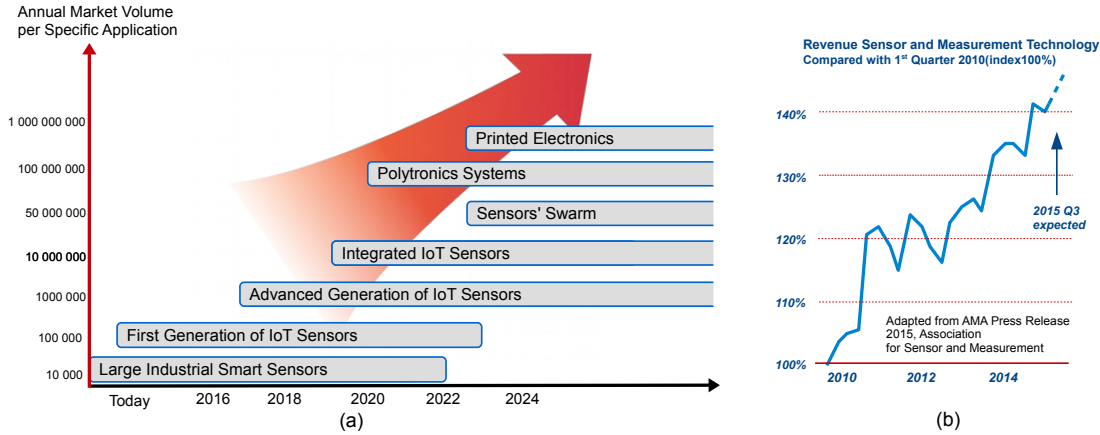 Annual Market Volume
per Specific Application
1 000 000 000
Printed Electronics
100 000 000
Polytronics Systems
50 000 000
Sensors' Swarm
10 000 000
Integrated IoT Sensors
1000 000
Advanced Generation of IoT Sensors
100 000
First Generation of IoT Sensors
10 000
Large Industrial Smart Sensors
Today 2016 2018 2020 2022 2024
(a)
Revenue Sensor and Measurement Technology
Compared with 1st Quarter 2010(index100%)
140%
130%
2015 Q3
expected
120%
110%
Adapted from AMA Press Release
2015, Association
for Sensor and Measurement
100%
2010 2012 2014
(b)